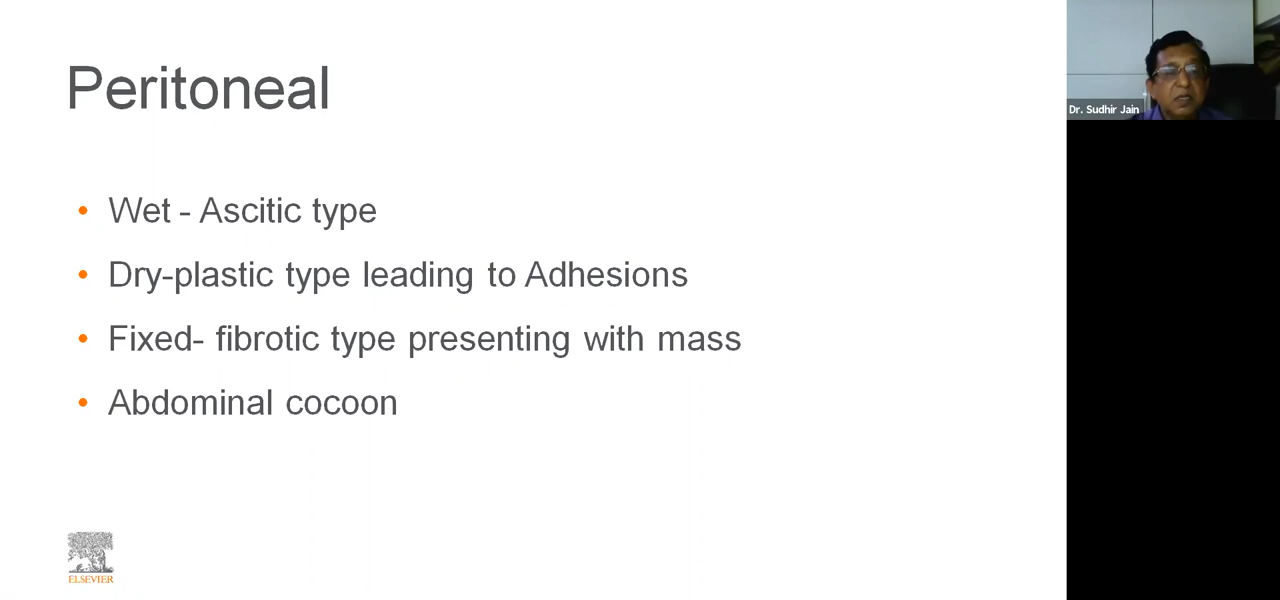 Peritoneal
• Wet - Ascitic type
• Dry-plastic type leading to Adhesions
• Fixed- fibrotic type presenting with mass
• Abdominal cocoon
ELSEVIER
Dr. Sudhir Jain